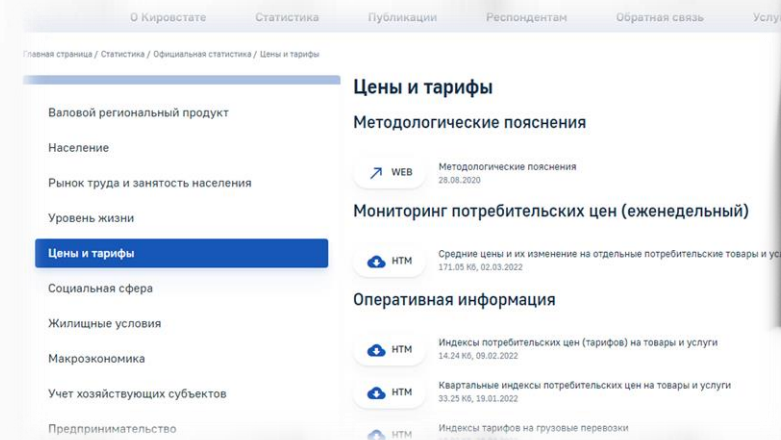 О Кировстате Статистика Публикации Респондентам Обратная связь
Главная страница / Статистика / Официальная статистика / Цены и тарифы
Валовой региональный продукт
Население
Рынок труда и занятость населения
Уровень жизни
Цены и тарифы
Социальная сфера
Жилищные условия
Макроэкономика
Учет хозяйствующих субъектов
Предпринимательство
Цены и тарифы
Методологические пояснения
WEB
Методологические пояснения
28.08.2020
Мониторинг потребительских цен (еженедельный)
HTM
Средние цены и их изменение на отдельные потребительские товары и ус
171.05 Кб, 02.03.2022
Оперативная информация
HTM
Индексы потребительских цен (тарифов) на товары и услуги
14.24 Кб, 09.02.2022
HTM
Квартальные индексы потребительских цен на товары и услуги
33.25 Кб, 19.01.2022
HTM
Индексы тарифов на грузовые перевозки